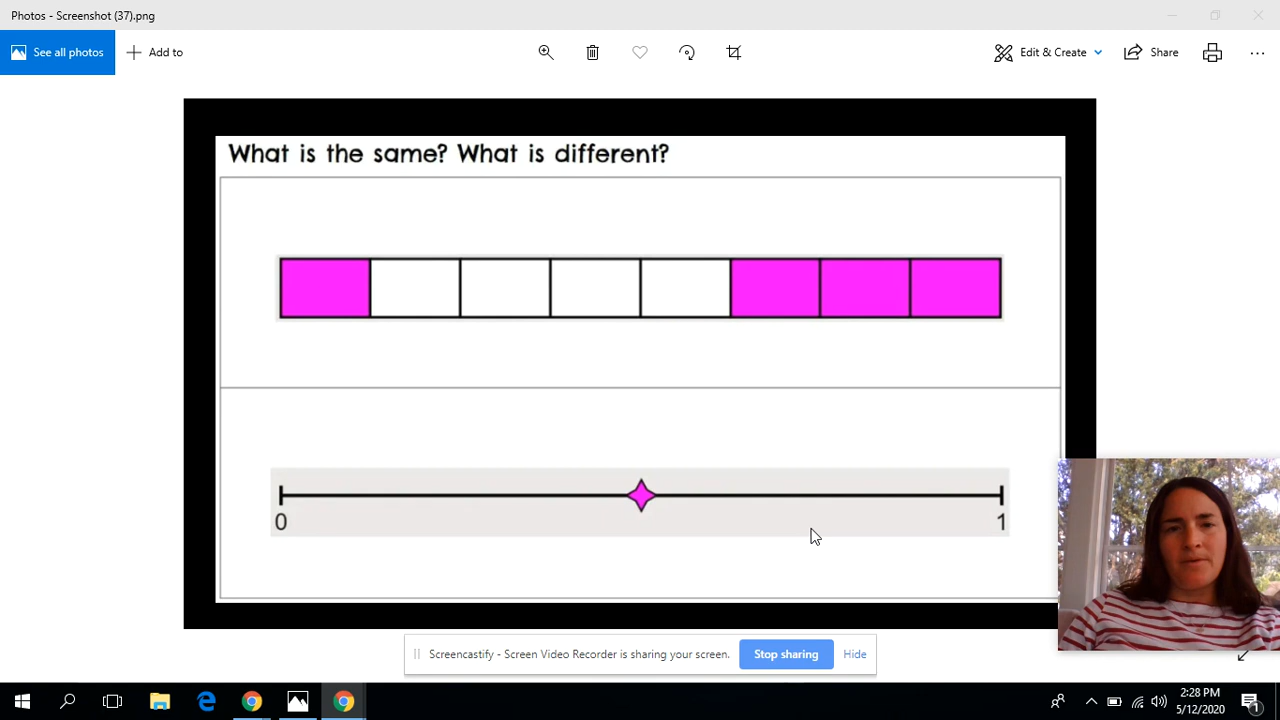 Photos - Screenshot (37).png
See all photos
Add to
Edit & Create
Share
What is the same? What is different?
0
1
Screencastify - Screen Video Recorder is sharing your screen.
Stop sharing
Hide
2:28 PM
5/12/2020
1